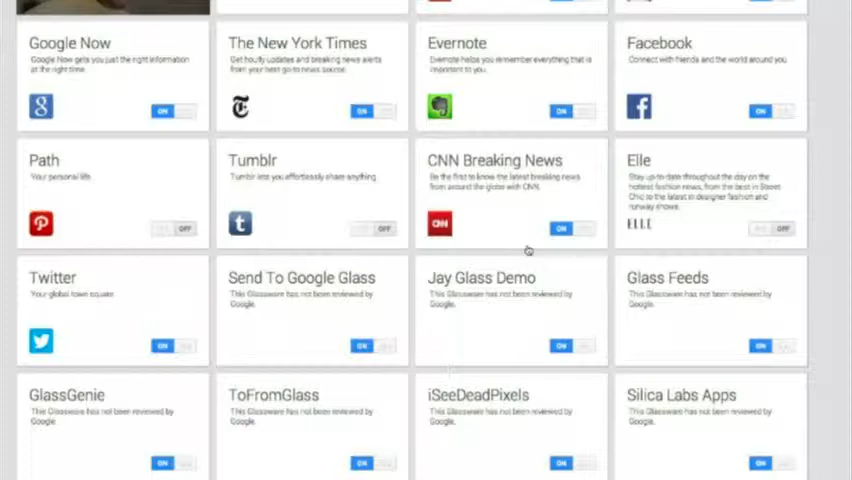 Google Now
Google Now gets you just the right information
at the right time.
ON
The New York Times
Get hourly updates and breaking news alerts
from your best go-to news source.
ON
Evernote
Evernote helps you remember everything that is
important to you.
ON
Facebook
Connect with friends and the world around you
ON
Path
Your personal life.
OFF
Tumblr
Tumblr lets you effortlessly share anything
t
OFF
CNN Breaking News
Be the first to know the latest breaking news
from around the globe with CNN.
CNN
ON
Elle
Stay up-to-date throughout the day on the
hottest fashion news, from the best in Street
Chic to the latest in designer fashion and
runway shows.
ELLE
OFF
Twitter
Your global town square
ON
Send To Google Glass
This Glassware has not been reviewed by
Google.
ON
Jay Glass Demo
This Glassware has not been reviewed by
Google.
ON
Glass Feeds
This Glassware has not been reviewed by
Google.
ON
GlassGenie
This Glassware has not been reviewed by
Google.
ON
ToFromGlass
This Glassware has not been reviewed by
Google.
ON
iSeeDeadPixels
This Glassware has not been reviewed by
Google.
ON
Silica Labs Apps
This Glassware has not been reviewed by
Google.
ON